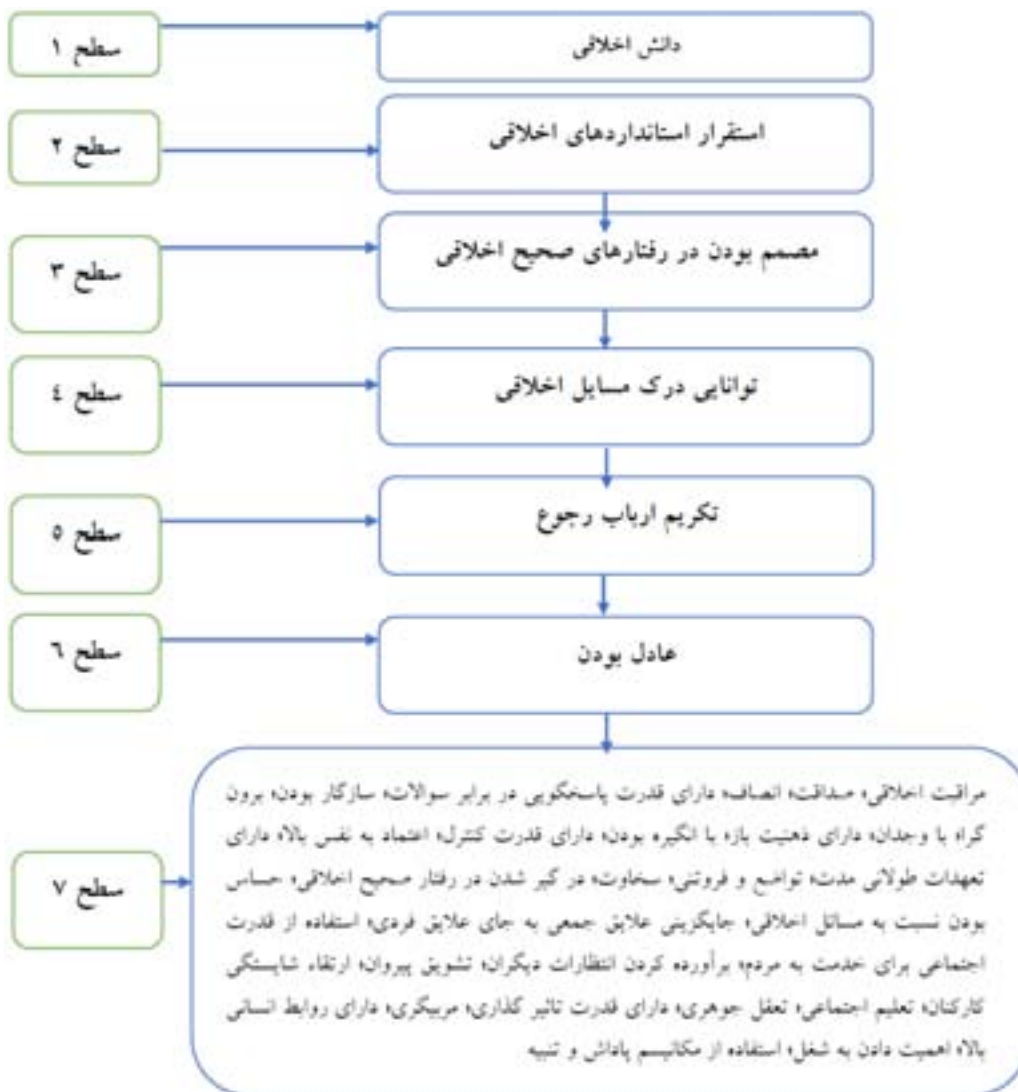 سطح ۱
دانش اخلاقی
سطح ۲
استقرار استانداردهای اخلاقی
سطح ۳
مصمم بودن در رفتارهای صحیح اخلاقی
سطح ٤
توانایی درک مسایل اخلاقی
سطح ٥
تکریم ارباب رجوع
سطح ٦
عادل بودن
سطح ۷
مراقبت اخلاقی، صداقت، انصاف، دارای قدرت پاسخگویی در برابر سوالات، سازگار بودن، برون
گرا، با وجدان، دارای ذهنیت باز، با انگیزه بودن، دارای قدرت کنترل، اعتماد به نفس بالا، دارای
تعهدات طولانی مدت، تواضع و فروتنی، سخاوت، در گیر شدن در رفتار صحیح اخلاقی، حساس
بودن نسبت به مسائل اخلاقی، جایگزینی علایق جمعی به جای علایق فردی، استفاده از قدرت
اجتماعی برای خدمت به مردم، برآورده کردن انتظارات دیگران، تشویق پیروان، ارتقاء شایستگی
کارکنان، تعلیم اجتماعی، تعقل جوهری، دارای قدرت تاثیر گذاری، مربیگری، دارای روابط انسانی
بالا، اهمیت دادن به شغل، استفاده از مکانیسم پاداش و تنبیه